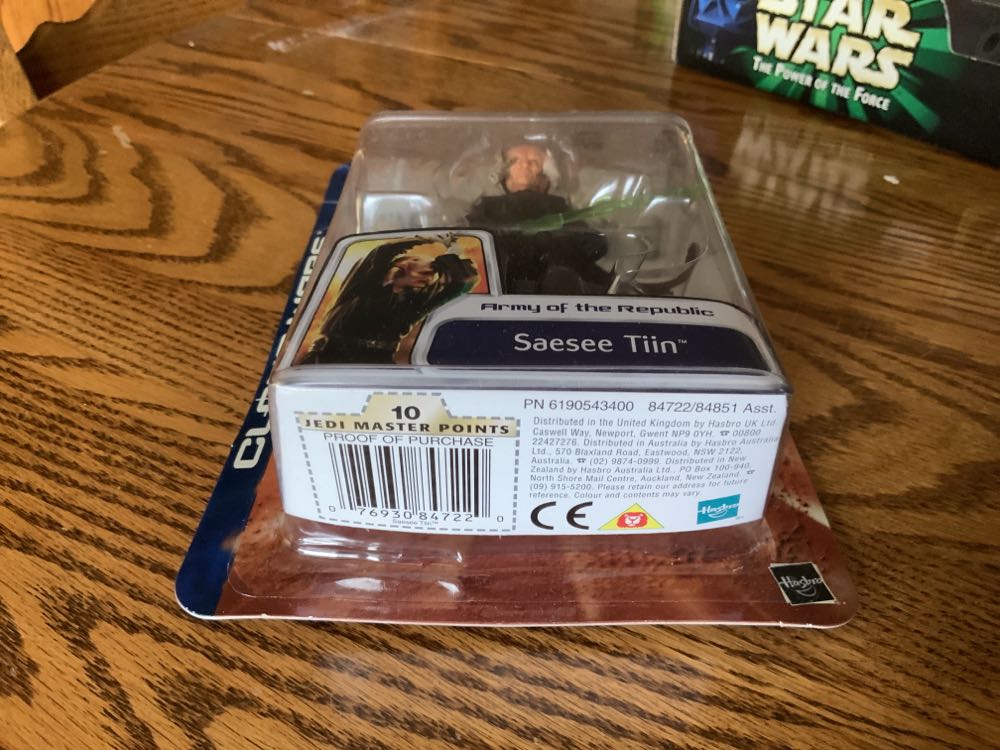 STAR
WARS
THE POWER OF THE FORCE
Army of the Republic
Saesee Tiin™
10
JEDI MASTER POINTS
PROOF OF PURCHASE
0 76930 84722 0
Saesee Tiin™
PN 6190543400 84722/84851 Asst.
Distributed in the United Kingdom by Hasbro UK Ltd.
Caswell Way, Newport, Gwent NP9 0YH. ☎ 00800
22427276. Distributed in Australia by Hasbro Australia
Ltd., 570 Blaxland Road, Eastwood, NSW 2122,
Australia. ☎ (02) 9874-0999. Distributed in New
Zealand by Hasbro Australia Ltd., PO Box 100-940,
North Shore Mail Centre, Auckland, New Zealand. ☎
(09) 915-5200. Please retain our address for future
reference. Colour and contents may vary.
CE
Hasbro
Hasbro